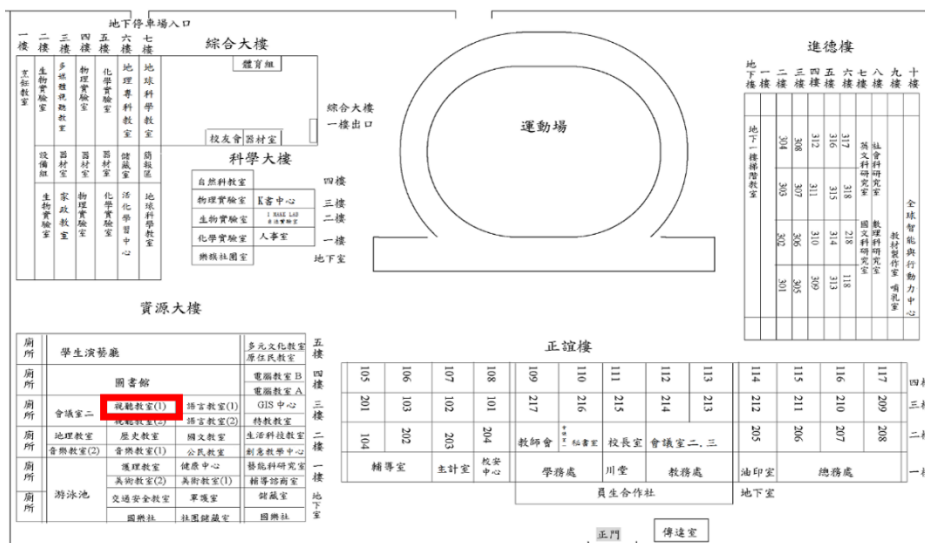 地下停車場入口
一樓 二樓 三樓 四樓 五樓 六樓 七樓
烹飪教室 生物實驗室 多媒體視聽教室 物理實驗室 化學實驗室 地理專科教室 地球科學教室
設備組 器材室 器材室 器材室 儲藏室 簡報區
生物實驗室 家政教室 物理實驗室 化學實驗室 活化學習中心 地球科學教室
綜合大樓
體育組
校友會 器材室
綜合大樓
一樓出口
科學大樓
自然科教室 四樓
物理實驗室 K書中心 三樓
生物實驗室 I MAKE LAB 二樓
化學實驗室 人事室 一樓
樂旗社團室 地下室
運動場
進德樓
地下樓 一樓 二樓 三樓 四樓 五樓 六樓 七樓 八樓 九樓 十樓
地下一樓階梯教室
304 308 312 316 317 英文科研究室 社會科研究室
303 307 311 315 318
302 306 310 314 218 國文科研究室 數理科研究室
301 305 309 313 118
教材製作室 哺乳室
全球智能與行動力中心
資源大樓
廁所 學生演藝廳 多元文化教室 五樓
原住民教室
廁所 圖書館 電腦教室 B 四樓
電腦教室 A
廁所 會議室二 視聽教室(1) 語言教室(1) GIS 中心 三樓
視聽教室(2) 語言教室(2) 特教教室
廁所 地理教室 歷史教室 國文教室 生活科技教室 二樓
音樂教室(2) 音樂教室(1) 公民教室 創意教學中心
廁所 游泳池 護理教室 健康中心 藝能科研究室 一樓
美術教室(2) 美術教室(1) 輔導諮商室
廁所 交通安全教室 軍護室 儲藏室 地下室
國樂社 社團儲藏室 國樂社
正誼樓
105 106 107 108 109 110 111 112 113 114 115 116 117 四樓
201 103 102 101 217 216 215 214 213 212 211 210 209 三樓
104 202 203 204 教師會 秘書室 校長室 會議室二、三 205 206 207 208 二樓
輔導室 主計室 校安中心 學務處 川堂 教務處 油印室 總務處 一樓
員生合作社 地下室
正門 傳達室